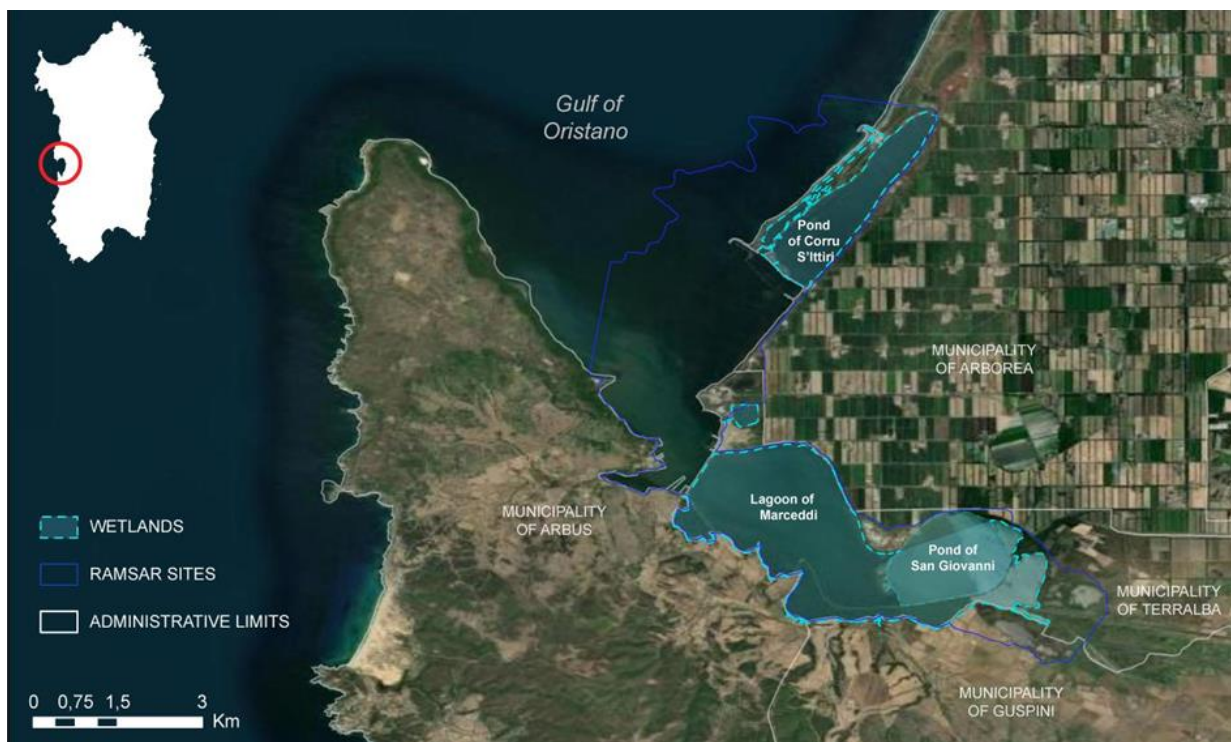 Gulf of
Oristano
Pond
of Corru
S'Ittiri
MUNICIPALITY
OF ARBOREA
Lagoon of
Marceddi
MUNICIPALITY
OF ARBUS
Pond of
San Giovanni
MUNICIPALITY
OF TERRALBA
MUNICIPALITY
OF GUSPINI
WETLANDS
RAMSAR SITES
ADMINISTRATIVE LIMITS
0 0,75 1,5 3
Km